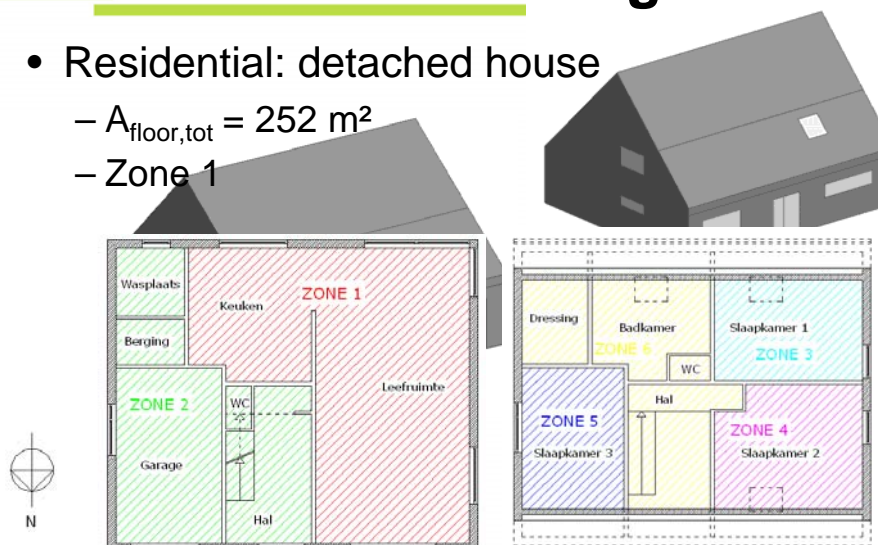 • Residential: detached house
– Afloor,tot = 252 m²
– Zone 1
Wasplaats
Keuken
ZONE 1
Berging
Leefruimte
ZONE 2
WC
Garage
Hal
N
Dressing
Badkamer
Slaapkamer 1
ZONE 6
ZONE 3
WC
Hal
ZONE 5
ZONE 4
Slaapkamer 3
Slaapkamer 2